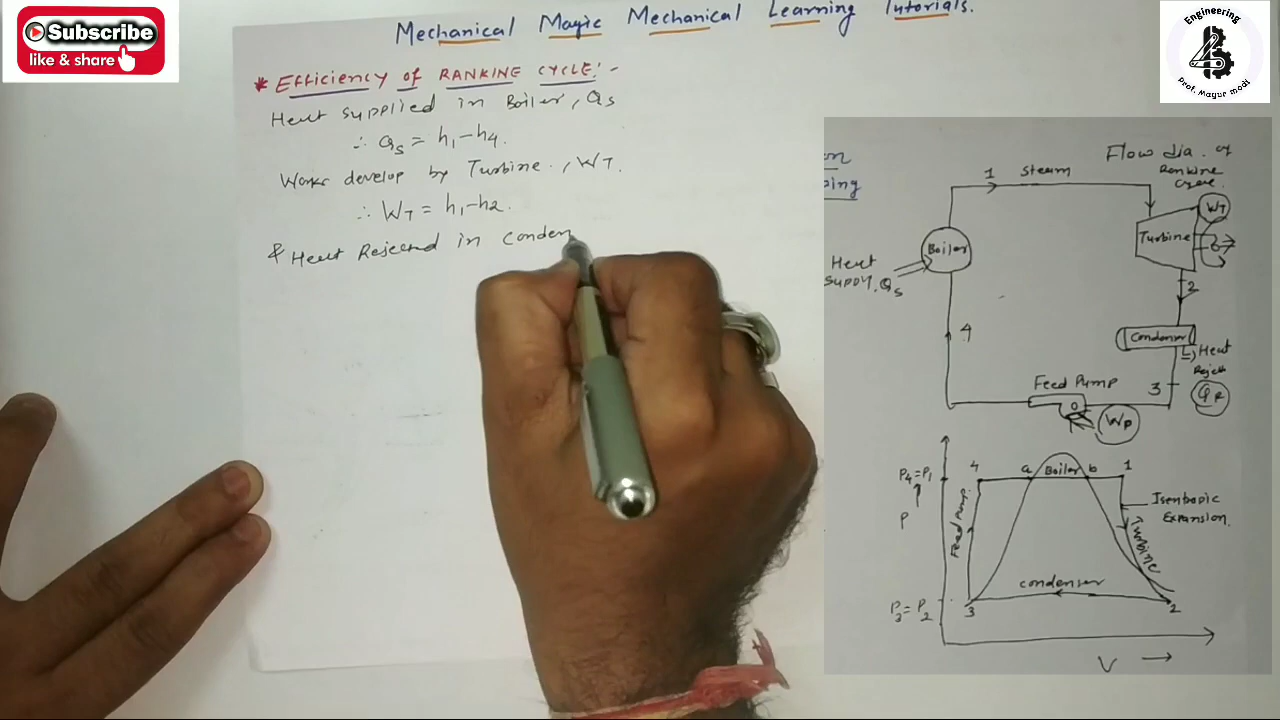 Subscribe
like & share
Mechanical Magic Mechanical Learning Tutorials.
* EFFICIENCY OF RANKINE CYCLE:-
Heat supplied in Boiler, Qs
∴ Qs = h1-h4.
Work develop by Turbine., WT.
∴ WT = h1-h2.
& Heat Rejected in Conden
Engineering
Prof. Mayur modi
on
ping
Flow dia. of
Rankine
cycle.
1 steam
WT
Boiler
Turbine
Heat
supply, Qs
2
4
Condenser
Heat
Reject
QR
3
Feed Pump
WP
P4=P1
4 a Boiler b 1
P
Feed Pump.
Isentropic
Expansion.
Turbine
condenser
P3=P2
3 2
V